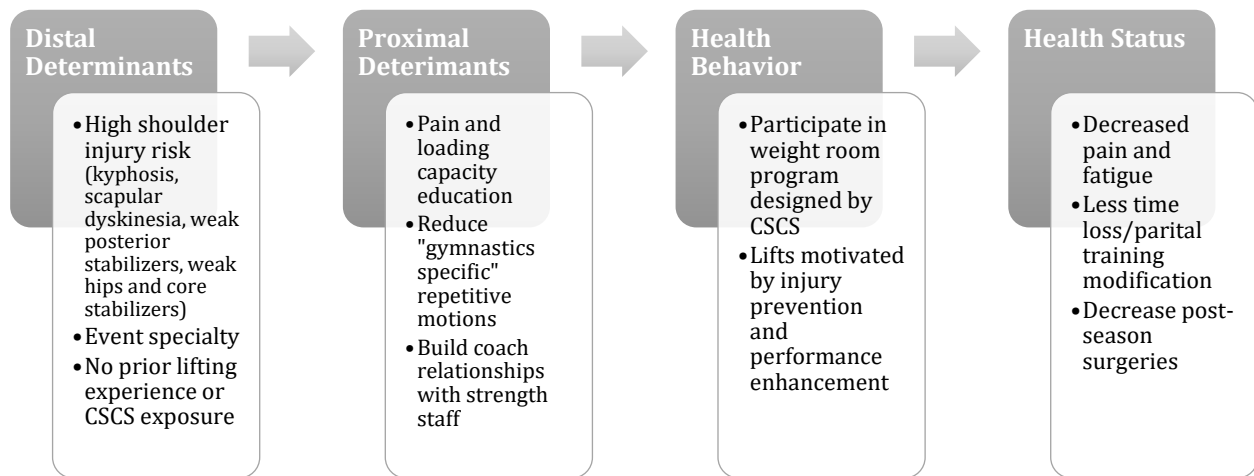 Distal
Determinants
•High shoulder
injury risk
(kyphosis,
scapular
dyskinesia, weak
posterior
stabilizers, weak
hips and core
stabilizers)
•Event specialty
•No prior lifting
experience or
CSCS exposure
Proximal
Deterimants
•Pain and
loading
capacity
education
•Reduce
"gymnastics
specific"
repetitive
motions
•Build coach
relationships
with strength
staff
Health
Behavior
•Participate in
weight room
program
designed by
CSCS
•Lifts motivated
by injury
prevention
and
performance
enhancement
Health Status
•Decreased
pain and
fatigue
•Less time
loss/parital
training
modification
•Decrease post-
season
surgeries